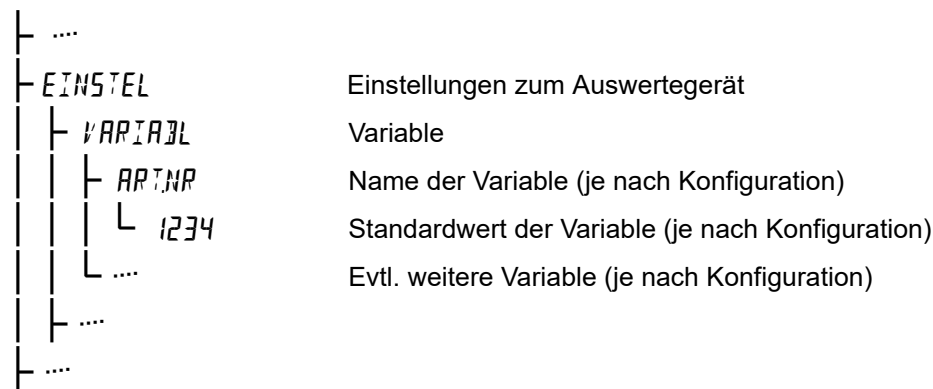 ....
EINSTEL Einstellungen zum Auswertegerät
VARIABL Variable
ART.NR Name der Variable (je nach Konfiguration)
1234 Standardwert der Variable (je nach Konfiguration)
.... Evtl. weitere Variable (je nach Konfiguration)
....
....